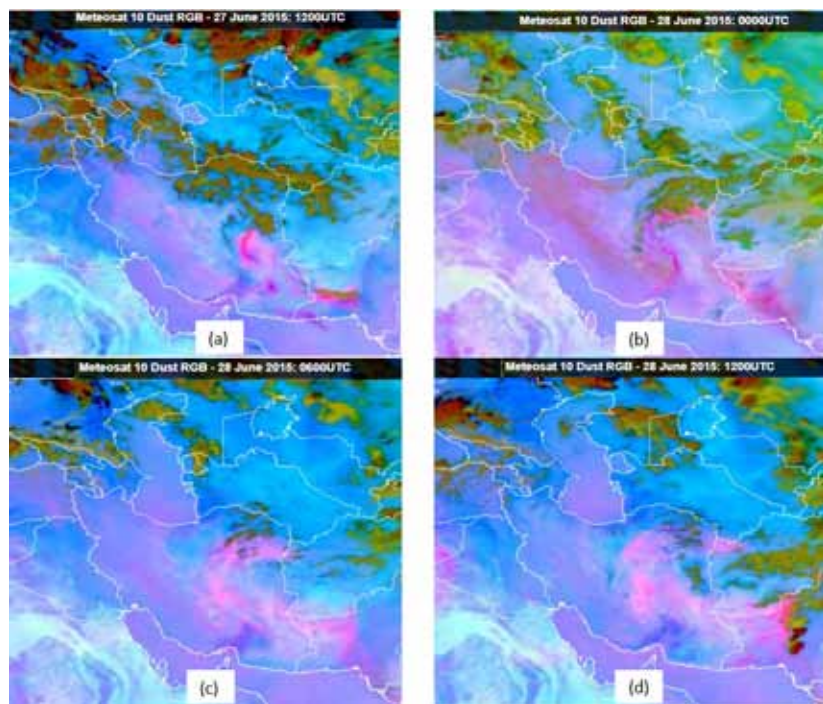 Meteosat 10 Dust RGB - 27 June 2015: 1200UTC
Meteosat 10 Dust RGB - 28 June 2015: 0000UTC
(a)
(b)
Meteosat 10 Dust RGB - 28 June 2015: 0600UTC
Meteosat 10 Dust RGB - 28 June 2015: 1200UTC
(c)
(d)